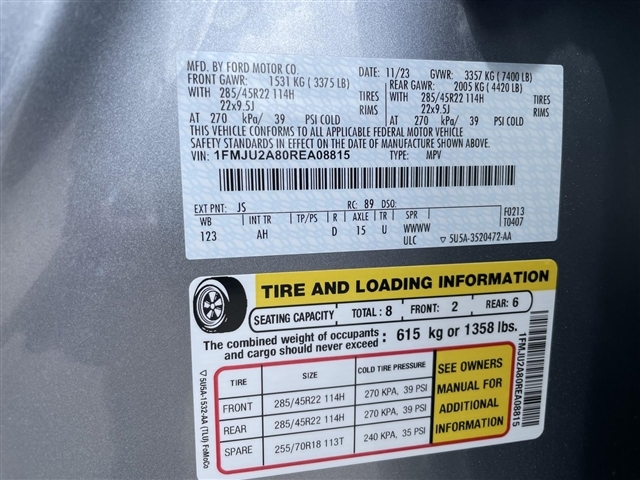 MFD. BY FORD MOTOR CO. 11/23 GVWR: 3357 KG (7400 LB)
FRONT GAWR: 1531 KG (3375 LB) REAR GAWR: 2005 KG (4420 LB)
WITH 285/45R22 114H TIRES WITH 285/45R22 114H TIRES
22x9.5J RIMS 22x9.5J RIMS
AT 270 kPa/ 39 PSI COLD AT 270 kPa/ 39 PSI COLD
THIS VEHICLE CONFORMS TO ALL APPLICABLE FEDERAL MOTOR VEHICLE
SAFETY STANDARDS IN EFFECT ON THE DATE OF MANUFACTURE SHOWN ABOVE.
VIN: 1FMJU2A80REA08815 TYPE: MPV
EXT PNT: JS RC: 89 DSO: F0213
WB INT TR TP/PS R AXLE TR SPR T0407
123 AH D 15 U WWWW
ULC ▽ 5U5A-3520472-AA
TIRE AND LOADING INFORMATION
SEATING CAPACITY TOTAL: 8 FRONT: 2 REAR: 6
The combined weight of occupants and cargo should never exceed : 615 kg or 1358 lbs.
TIRE SIZE COLD TIRE PRESSURE
FRONT 285/45R22 114H 270 KPA, 39 PSI
REAR 285/45R22 114H 270 KPA, 39 PSI
SPARE 255/70R18 113T 240 KPA, 35 PSI
SEE OWNERS
MANUAL FOR
ADDITIONAL
INFORMATION
1FMJU2A80REA08815
▽ 5U5A-1532-AA (TLU) FoMoCo